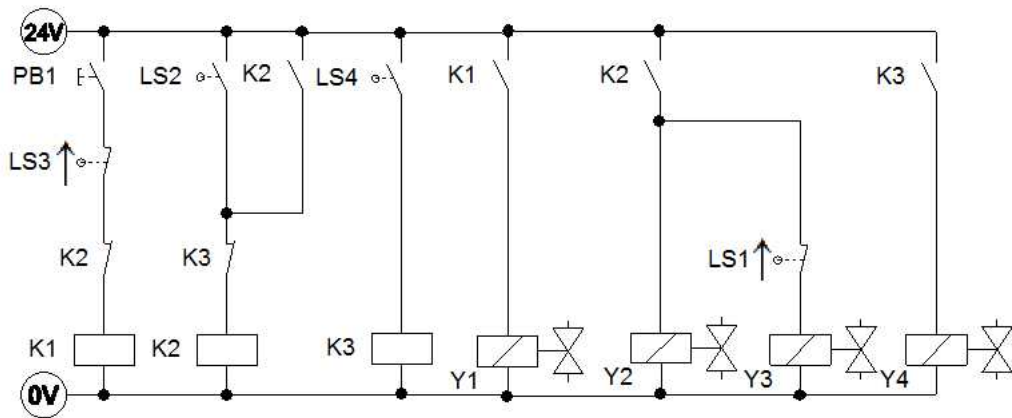 24V
PB1 LS2 K2 LS4 K1 K2 K3
LS3
K2 K3 LS1
K1 K2 K3 Y1 Y2 Y3 Y4
0V